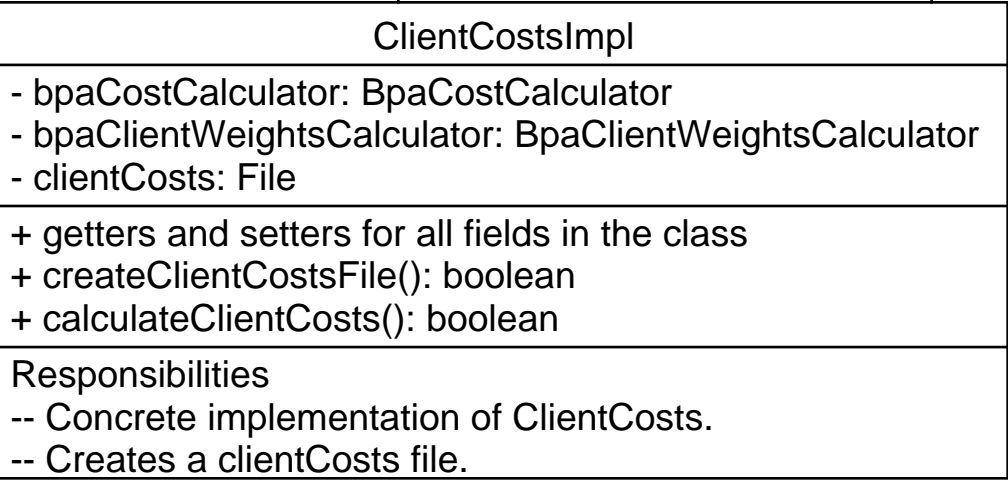 ClientCostsImpl
- bpaCostCalculator: BpaCostCalculator
- bpaClientWeightsCalculator: BpaClientWeightsCalculator
- clientCosts: File
+ getters and setters for all fields in the class
+ createClientCostsFile(): boolean
+ calculateClientCosts(): boolean
Responsibilities
-- Concrete implementation of ClientCosts.
-- Creates a clientCosts file.